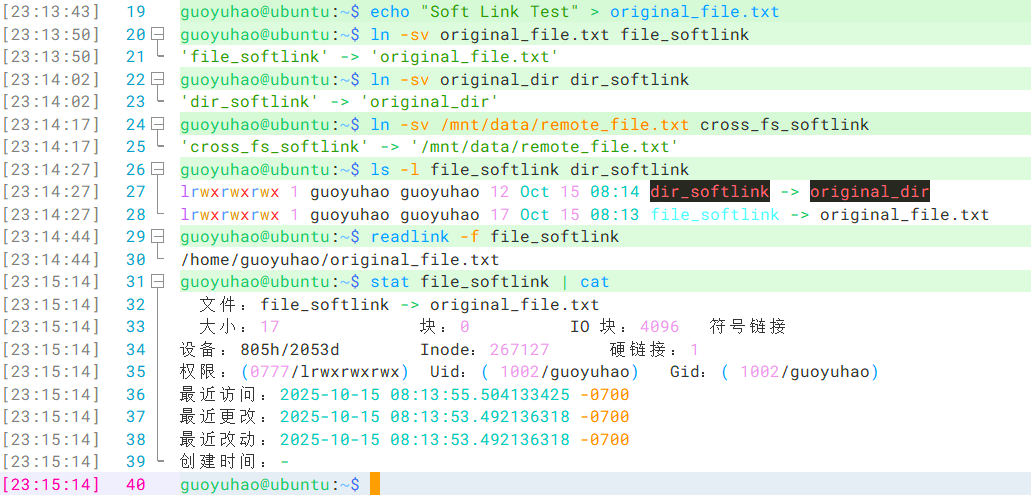 [23:13:43] 19 guoyuhao@ubuntu:~$ echo "Soft Link Test" > original_file.txt
[23:13:50] 20 guoyuhao@ubuntu:~$ ln -sv original_file.txt file_softlink
[23:13:50] 21 'file_softlink' -> 'original_file.txt'
[23:14:02] 22 guoyuhao@ubuntu:~$ ln -sv original_dir dir_softlink
[23:14:02] 23 'dir_softlink' -> 'original_dir'
[23:14:17] 24 guoyuhao@ubuntu:~$ ln -sv /mnt/data/remote_file.txt cross_fs_softlink
[23:14:17] 25 'cross_fs_softlink' -> '/mnt/data/remote_file.txt'
[23:14:27] 26 guoyuhao@ubuntu:~$ ls -l file_softlink dir_softlink
[23:14:27] 27 lrwxrwxrwx 1 guoyuhao guoyuhao 12 Oct 15 08:14 dir_softlink -> original_dir
[23:14:27] 28 lrwxrwxrwx 1 guoyuhao guoyuhao 17 Oct 15 08:13 file_softlink -> original_file.txt
[23:14:44] 29 guoyuhao@ubuntu:~$ readlink -f file_softlink
[23:14:44] 30 /home/guoyuhao/original_file.txt
[23:15:14] 31 guoyuhao@ubuntu:~$ stat file_softlink | cat
[23:15:14] 32 文件：file_softlink -> original_file.txt
[23:15:14] 33 大小：17 块：0 IO 块：4096 符号链接
[23:15:14] 34 设备：805h/2053d Inode：267127 硬链接：1
[23:15:14] 35 权限：(0777/lrwxrwxrwx) Uid：( 1002/guoyuhao) Gid：( 1002/guoyuhao)
[23:15:14] 36 最近访问：2025-10-15 08:13:55.504133425 -0700
[23:15:14] 37 最近更改：2025-10-15 08:13:53.492136318 -0700
[23:15:14] 38 最近改动：2025-10-15 08:13:53.492136318 -0700
[23:15:14] 39 创建时间：-
[23:15:14] 40 guoyuhao@ubuntu:~$